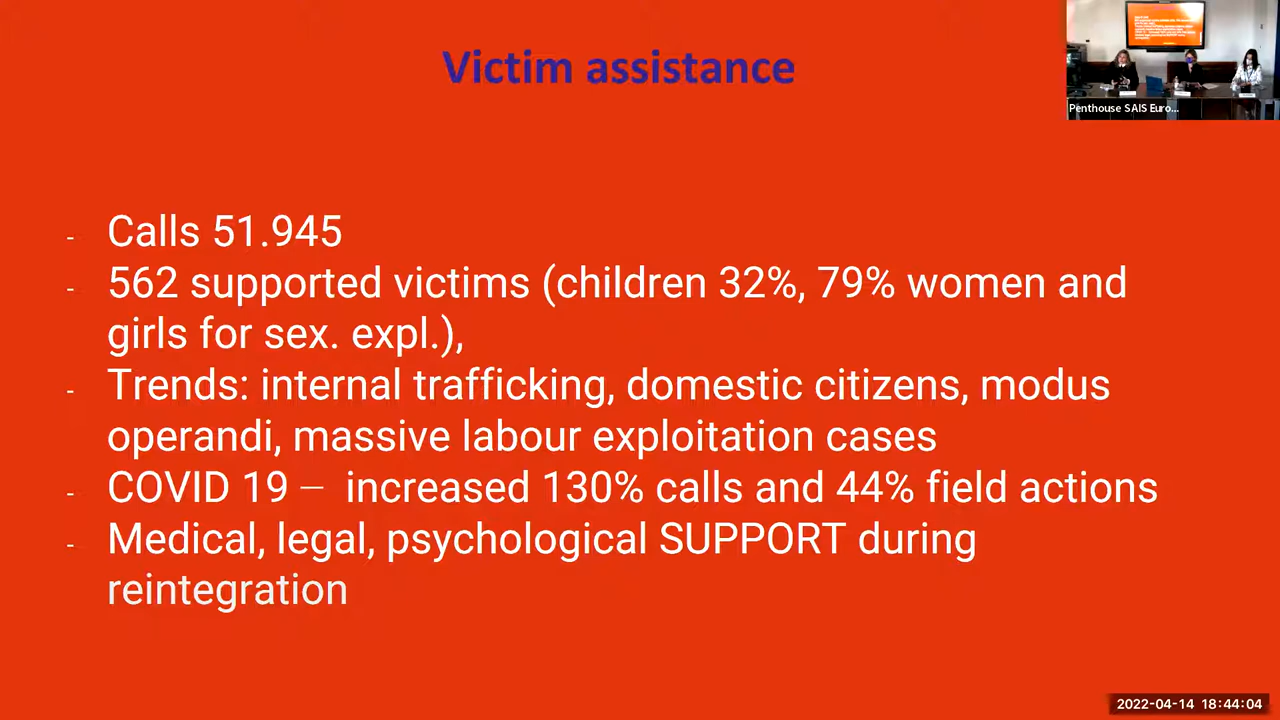 Victim assistance
Penthouse SAIS Euro...
- Calls 51.945
- 562 supported victims (children 32%, 79% women and
girls for sex. expl.),
- Trends: internal trafficking, domestic citizens, modus
operandi, massive labour exploitation cases
- COVID 19 – increased 130% calls and 44% field actions
- Medical, legal, psychological SUPPORT during
reintegration
2022-04-14 18:44:04